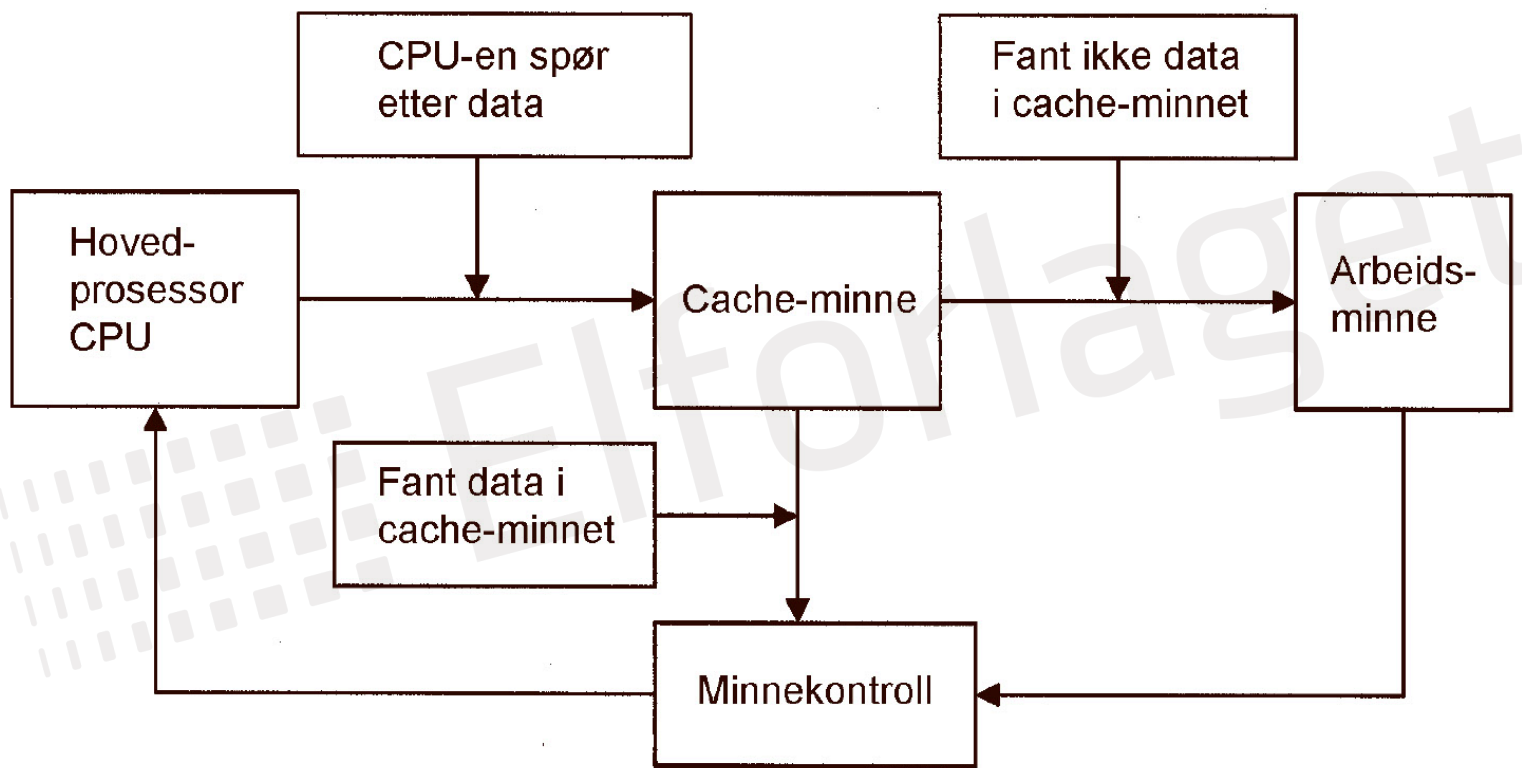 CPU-en spør
etter data
Fant ikke data
i cache-minnet
Hoved-
prosessor
CPU
Cache-minne
Arbeids-
minne
Fant data i
cache-minnet
Minnekontroll
Elforlaget